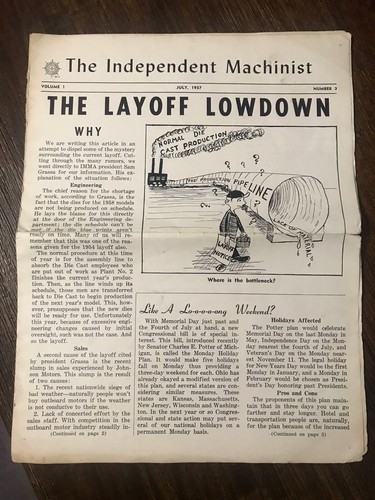 The Independent Machinist
VOLUME 1
JULY, 1957
NUMBER 3
THE LAYOFF LOWDOWN
WHY
We are writing this article in an
attempt to dispel some of the mystery
surrounding the current layoff. Cut-
ting through the many rumors, we
went directly to IMMA president Sam
Grassa for our information. His ex-
planation of the situation follows:
Engineering
The chief reason for the shortage
of work, according to Grassa, is the
fact that the dies for the 1958 models
are not being produced on schedule.
He lays the blame for this directly
at the door of the Engineering de-
partment; the die schedule can't be
met if the die blue prints aren't
ready on time. Many of us will re-
member that this was one of the rea-
sons given for the 1954 layoff also.
The normal procedure at this
time of year is for the assembly line
to absorb the Die Cast employees who
are put out of work as Plant No. 2
finishes the current year's produc-
tion. Then, as the line winds up its
schedule, those men are transferred
back to Die Cast to begin production
of the next year's model. This, how-
ever, presupposes that the new dies
will be ready for use. Unfortunately
this year, because of excessive en-
gineering changes caused by initial
oversight, such was not the case. And
so the layoff.
Sales
A second cause of the layoff cited
by president Grassa is the recent
slump in sales experienced by John-
son Motors. This slump is the result
of two causes:
1. The recent nationwide siege of
bad weather—naturally people won't
buy outboard motors if the weather
is not conducive to their use.
2. Lack of concerted effort by the
sales staff. With competition in the
outboard motor industry steadily in-
(Continued on page 2)
NORMAL DIE
CAST PRODUCTION
PRODUCTION PIPELINE
LAID OFF
Where is the bottleneck?
Like A Lo-o-o-o-ong Weekend?
With Memorial Day just past and
the Fourth of July at hand, a new
Congressional bill is of special in-
terest. This bill, introduced recently
by Senator Charles E. Potter of Mich-
igan, is called the Monday Holiday
Plan. It would make five holidays
fall on Monday thus providing a
three-day weekend for each. Ohio has
already okayed a modified version of
this plan, and several states are con-
sidering similar measures. These
states are Kansas, Massachusetts,
New Jersey, Wisconsin and Washing-
ton. In the next year or so Congres-
sional and state action may put sev-
eral of our national holidays on a
permanent Monday basis.
Holidays Affected
The Potter plan would celebrate
Memorial Day on the last Monday in
May, Independence Day on the Mon-
day nearest the fourth of July, and
Veteran's Day on the Monday near-
est November 11. The legal holiday
for New Years Day would be the first
Monday in January, and a Monday in
February would be chosen as Presi-
dent's Day honoring past Presidents.
Pros and Cons
The proponents of this plan main-
tain that in three days you can go
farther and stay longer. Hotel and
transportation people are, naturally,
for the plan because of the increased
(Continued on page 5)